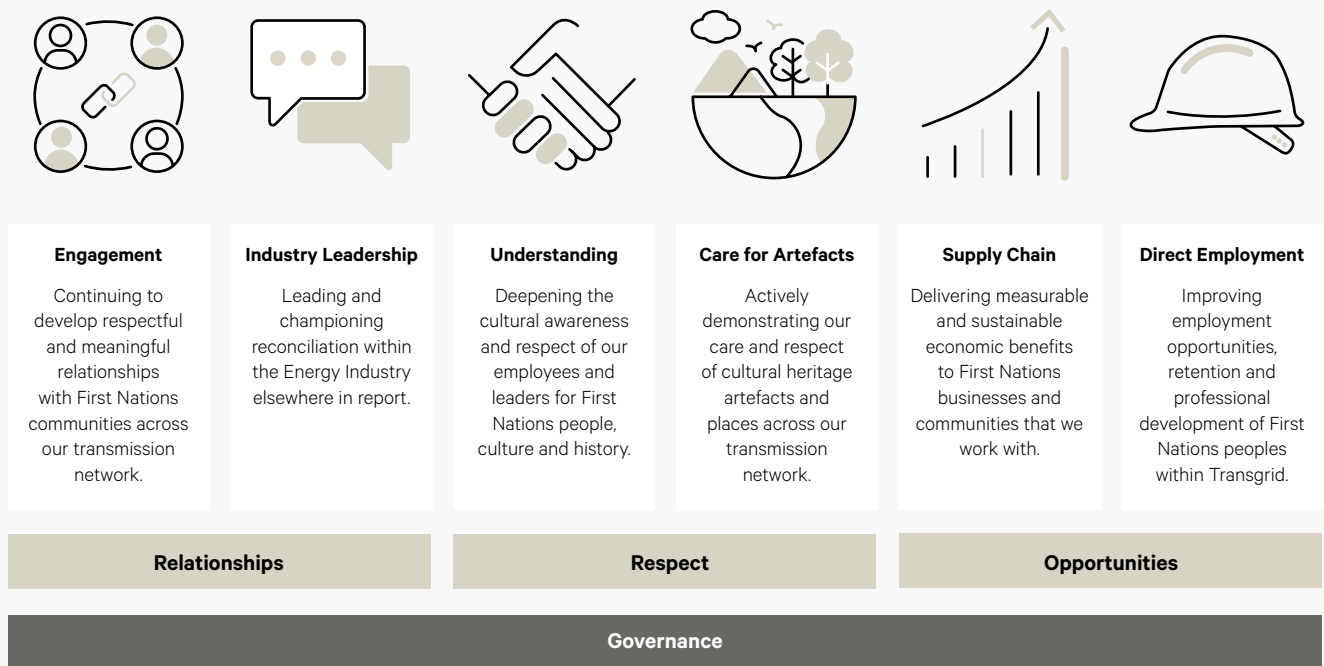 Engagement
Continuing to
develop respectful
and meaningful
relationships
with First Nations
communities across
our transmission
network.
Industry Leadership
Leading and
championing
reconciliation within
the Energy Industry
elsewhere in report.
Understanding
Deepening the
cultural awareness
and respect of our
employees and
leaders for First
Nations people,
culture and history.
Care for Artefacts
Actively
demonstrating our
care and respect
of cultural heritage
artefacts and
places across our
transmission
network.
Supply Chain
Delivering measurable
and sustainable
economic benefits
to First Nations
businesses and
communities that we
work with.
Direct Employment
Improving
employment
opportunities,
retention and
professional
development of First
Nations peoples
within Transgrid.
Relationships
Respect
Opportunities
Governance